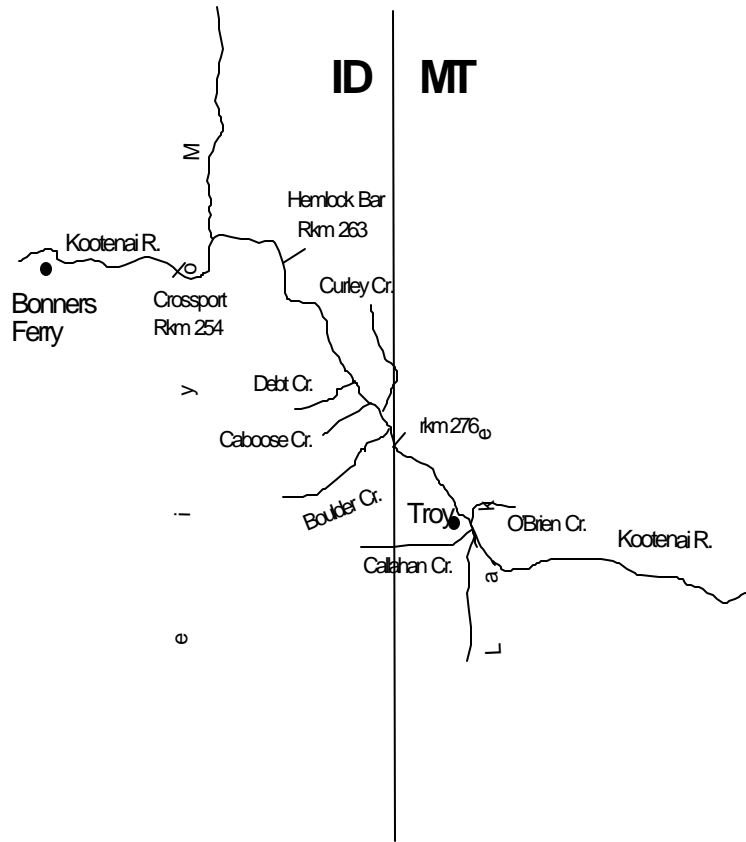 ID MT
M
Hemlock Bar
Rkm 263
Kootenai R.
o
Curley Cr.
Bonners
Ferry
Crossport
Rkm 254
Debt Cr.
y
Caboose Cr.
rkm 276
e
Boulder Cr.
Troy
k
i
O'Brien Cr.
Kootenai R.
Callahan Cr.
a
e
L